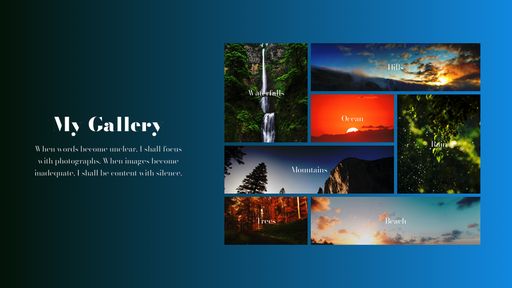 My Gallery
When words become unclear, I shall focus
with photographs. When images become
inadequate, I shall be content with silence.
Waterfalls
Hills
Ocean
Rain
Mountains
Trees
Beach